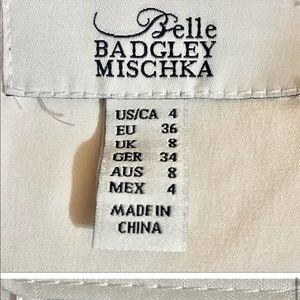 Belle
BADGLEY
MISCHKA
US/CA 4
EU 36
UK 8
GER 34
AUS 8
MEX 4
MADE IN
CHINA